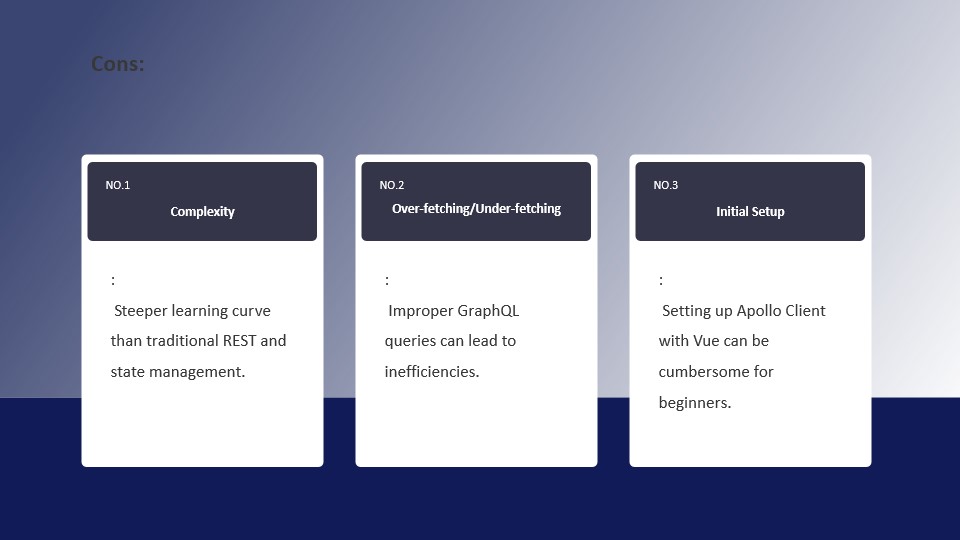 Cons:
NO.1
Complexity
:
Steeper learning curve
than traditional REST and
state management.
NO.2
Over-fetching/Under-fetching
:
Improper GraphQL
queries can lead to
inefficiencies.
NO.3
Initial Setup
:
Setting up Apollo Client
with Vue can be
cumbersome for
beginners.